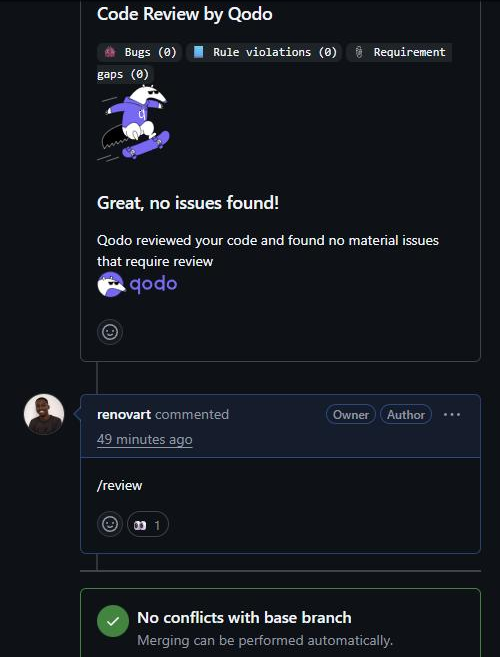 Code Review by Qodo
Bugs (0) Rule violations (0) Requirement
gaps (0)
Great, no issues found!
Qodo reviewed your code and found no material issues
that require review
qodo
renovart commented Owner Author
49 minutes ago
/review
1
No conflicts with base branch
Merging can be performed automatically.